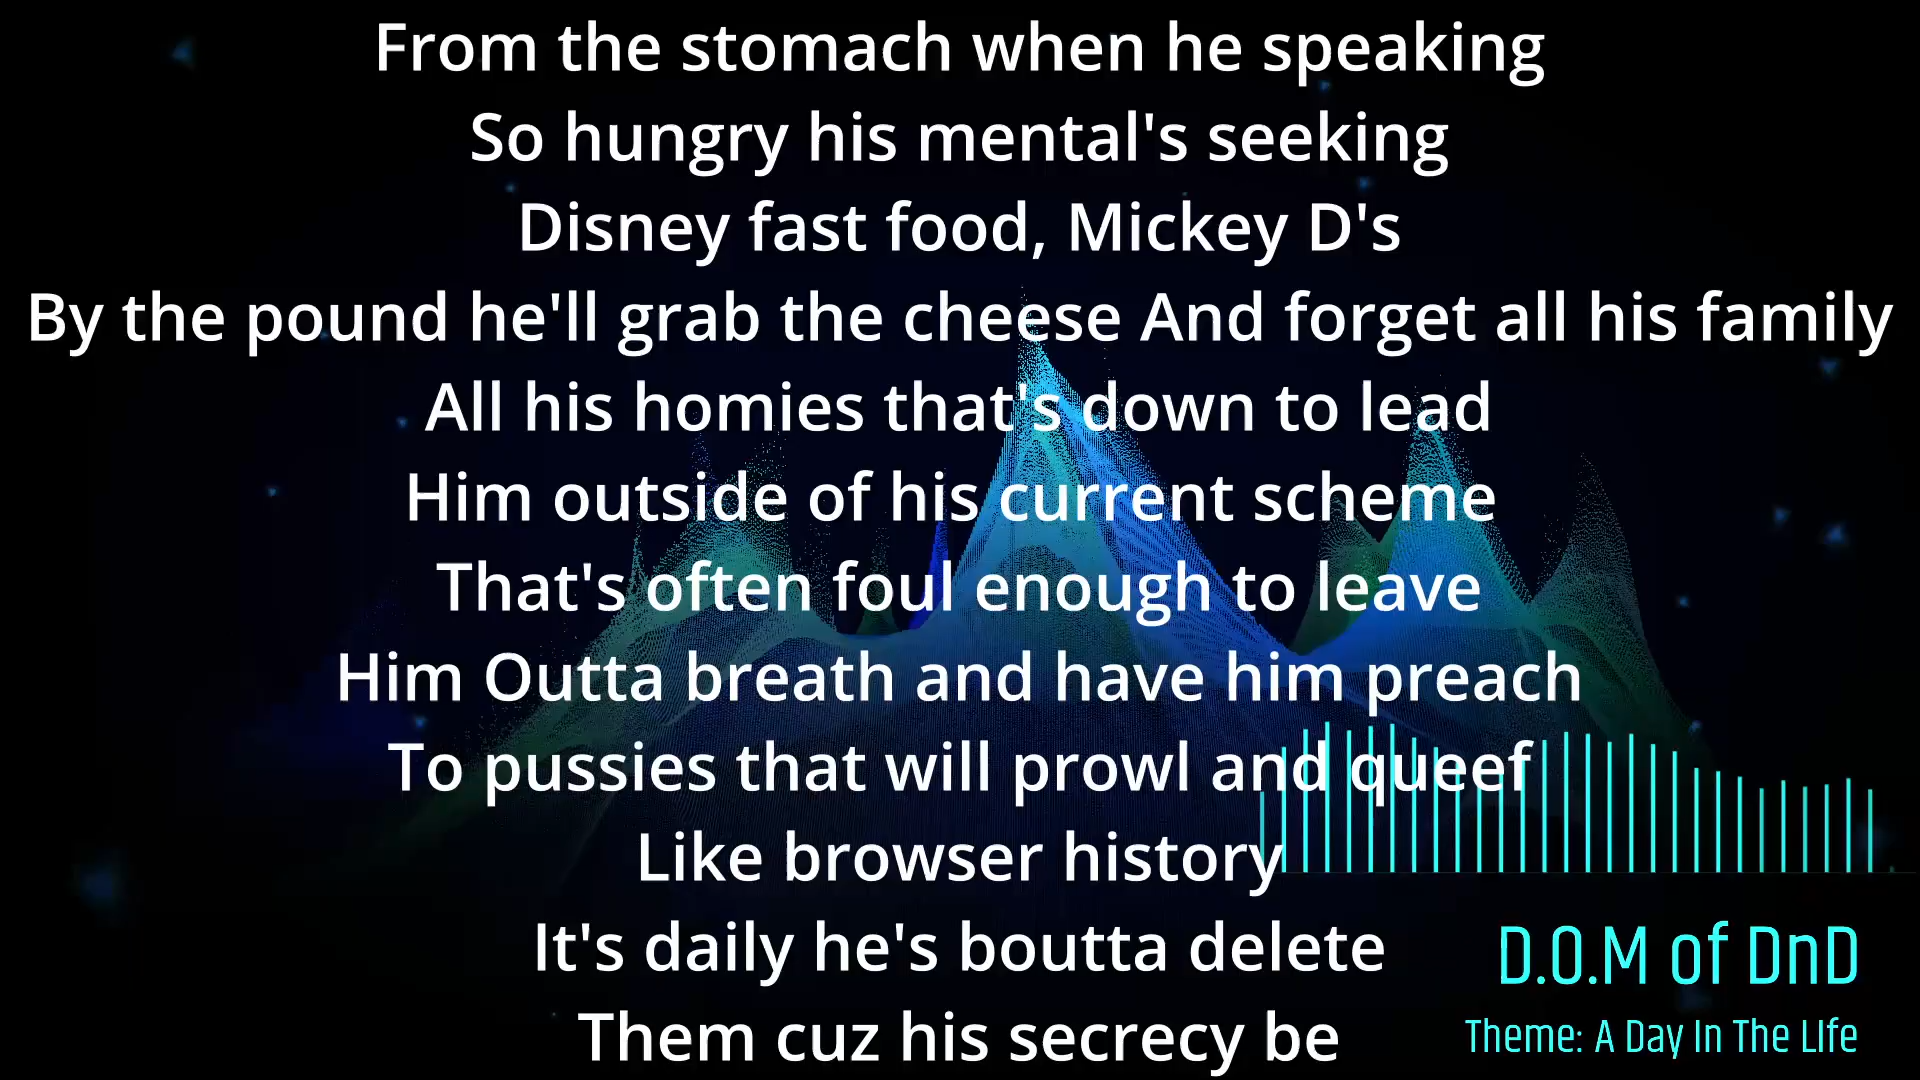 From the stomach when he speaking
So hungry his mental's seeking
Disney fast food, Mickey D's
By the pound he'll grab the cheese And forget all his family
All his homies that's down to lead
Him outside of his current scheme
That's often foul enough to leave
Him Outta breath and have him preach
To pussies that will prowl and queef
Like browser history
It's daily he's boutta delete
Them cuz his secrecy be
D.O.M of DnD
Theme: A Day In The LIfe